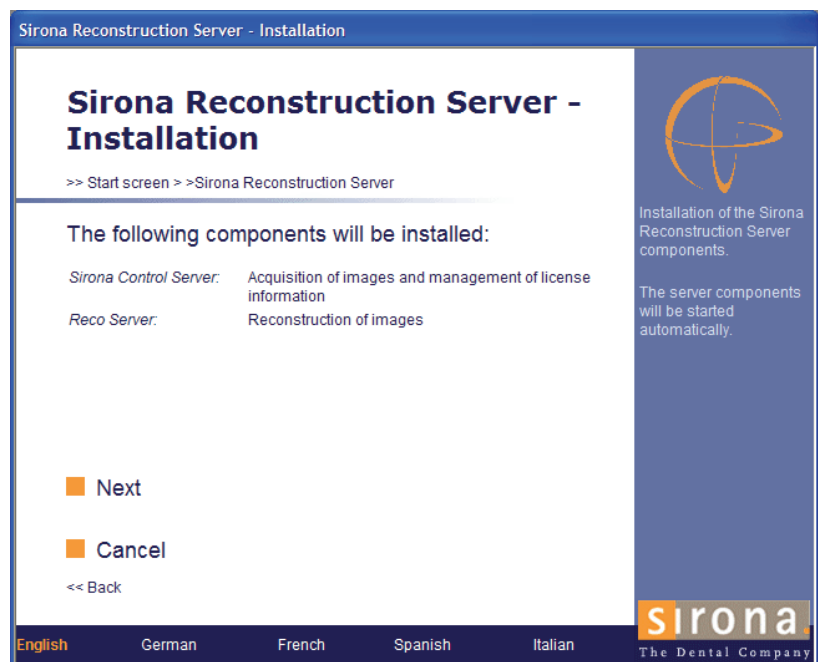 Sirona Reconstruction Server - Installation
Sirona Reconstruction Server -
Installation
>> Start screen > >Sirona Reconstruction Server
The following components will be installed:
Sirona Control Server: Acquisition of images and management of license
information
Reco Server: Reconstruction of images
Next
Cancel
<< Back
Installation of the Sirona
Reconstruction Server
components.
The server components
will be started
automatically.
English German French Spanish Italian
sirona.
The Dental Company